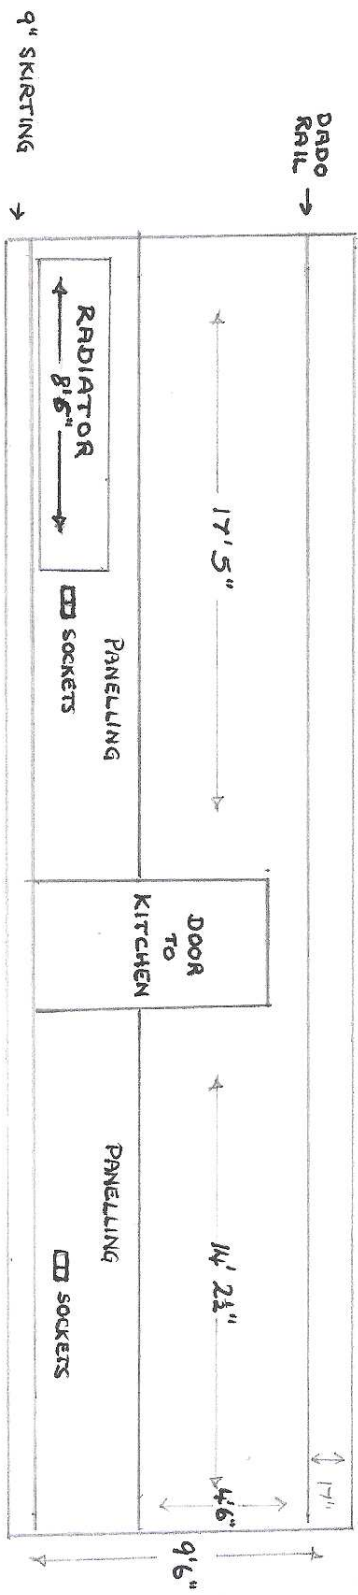 DADO
RAIL →
9" SKIRTING →
17' 5"
RADIATOR
8'6"
SOCKETS
PANELLING
DOOR
TO
KITCHEN
PANELLING
SOCKETS
14' 2½"
17"
4'6"
9'6"